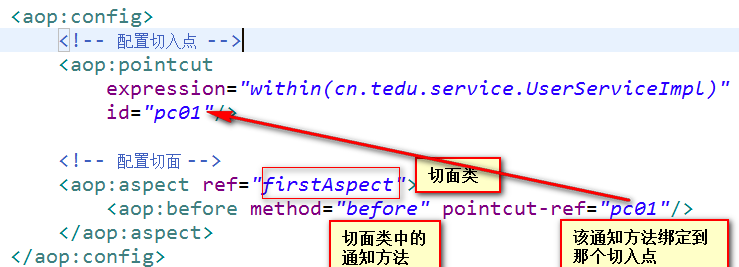 <aop:config>
<!-- 配置切入点 -->
<aop:pointcut
expression="within(cn.tedu.service.UserServiceImpl)"
id="pc01"/>
<!-- 配置切面 -->
<aop:aspect ref="firstAspect">
切面类
<aop:before method="before" pointcut-ref="pc01"/>
</aop:aspect>
切面类中的
通知方法
该通知方法绑定到
那个切入点
</aop:config>